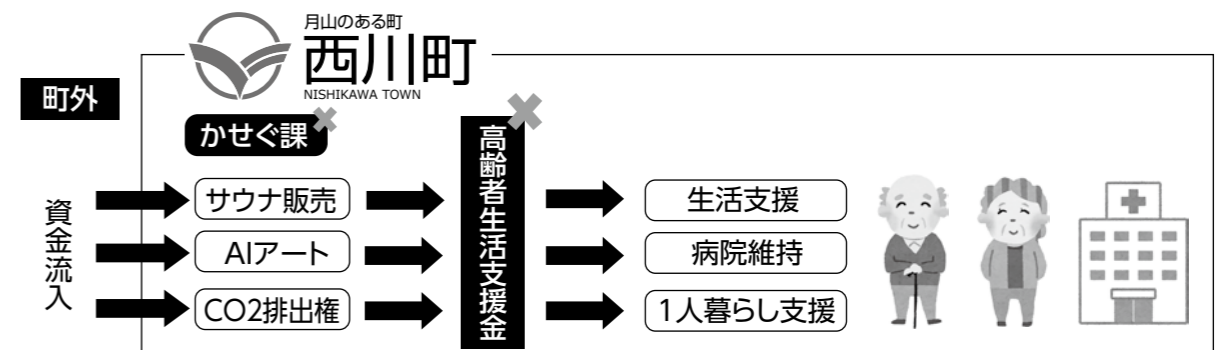 月山のある町
西川町
NISHIKAWA TOWN
町外
かせぐ課
高齢者生活支援金
資金流入
サウナ販売
AIアート
CO2排出権
生活支援
病院維持
1人暮らし支援